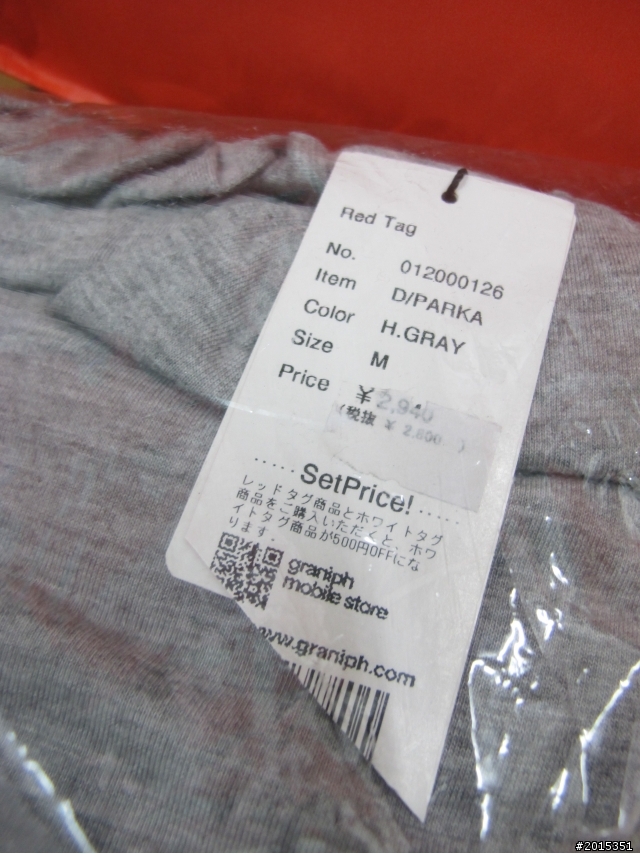 Red Tag
No. 012000126
Item D/PARKA
Color H.GRAY
Size M
Price ¥2,940
(税抜 ¥ 2,800 )
.....SetPrice!......
レッドタグ商品とホワイトタグ
商品をご購入いただくと、ホワ
イトタグ商品が500円OFFにな
ります。
graniph
mobile store
www.graniph.com
#2015351